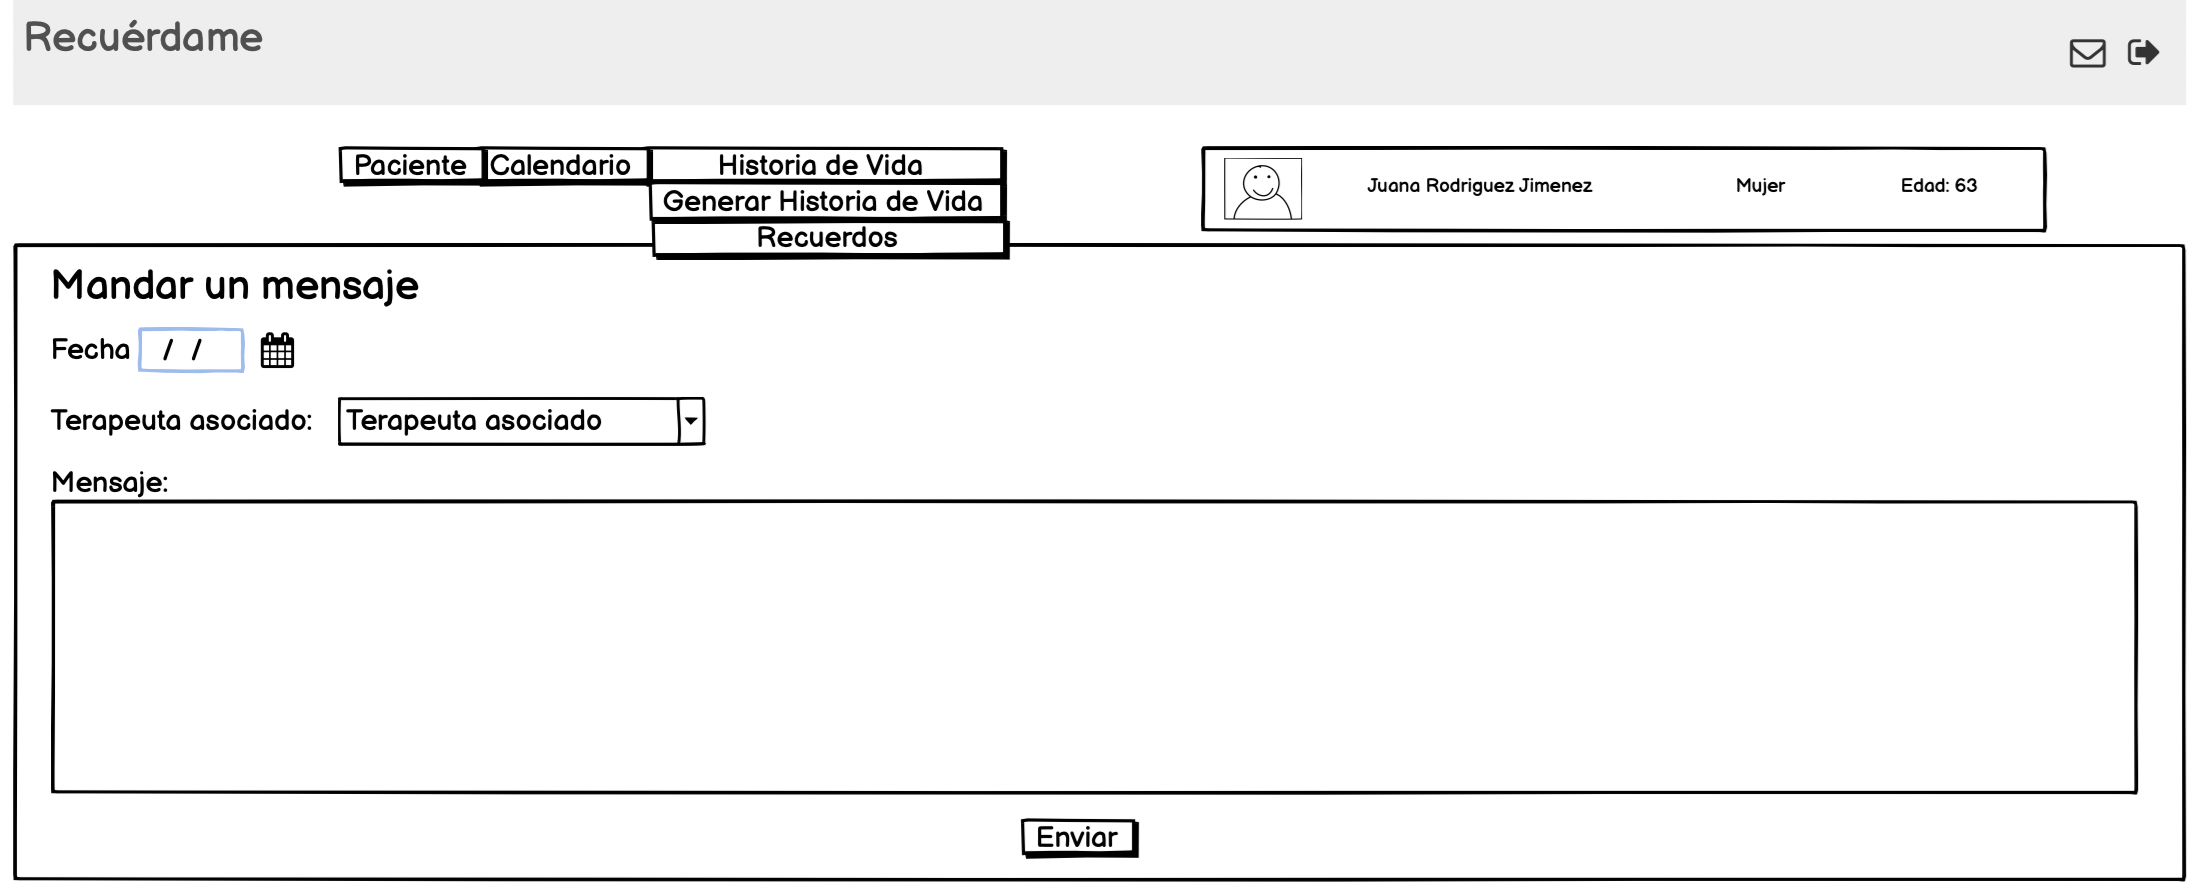 Recuérdame
Paciente Calendario Historia de Vida
Generar Historia de Vida
Recuerdos
Juana Rodriguez Jimenez Mujer Edad: 63
Mandar un mensaje
Fecha / /
Terapeuta asociado: Terapeuta asociado
Mensaje:
Enviar